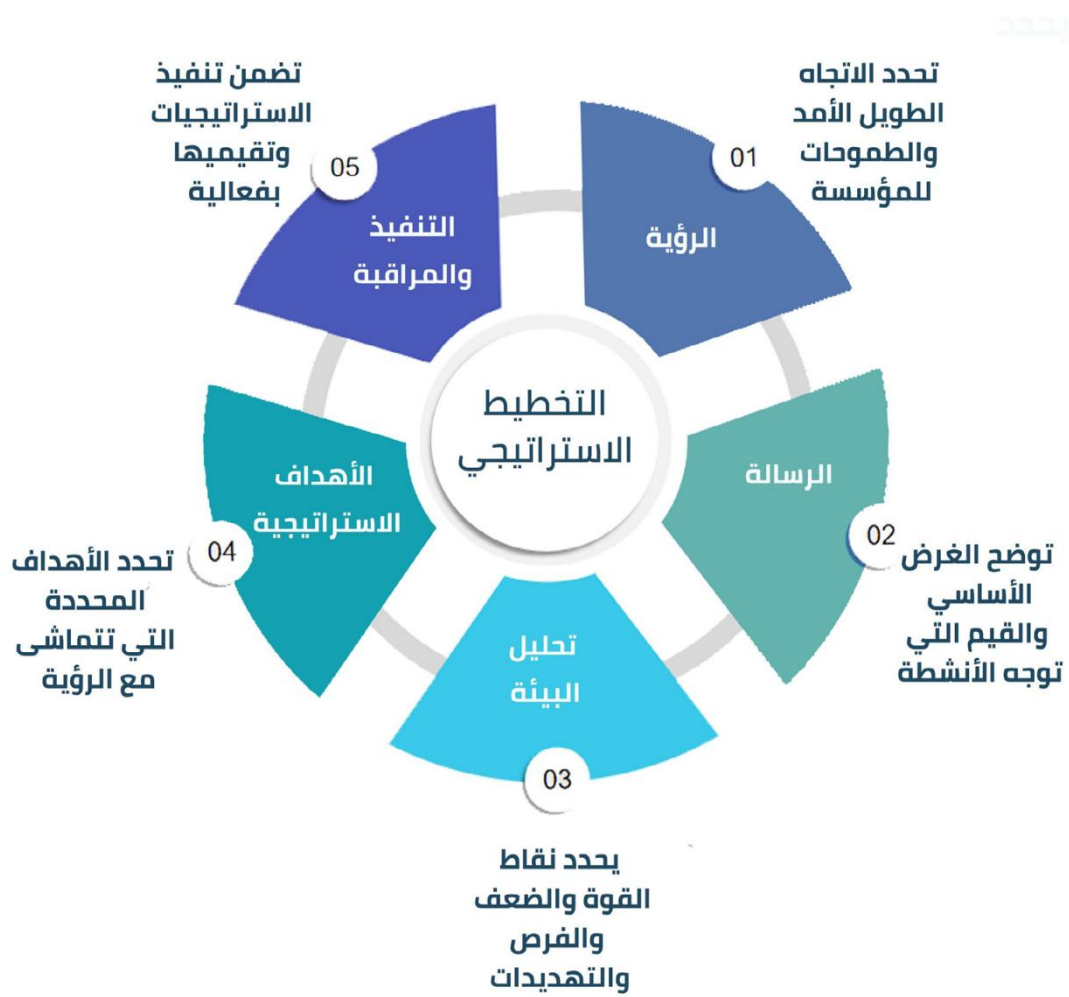 التخطيط
الاستراتيجي
01
الرؤية
تحدد الاتجاه
الطويل الأمد
والطموحات
للمؤسسة
02
الرسالة
توضح الغرض
الأساسي
والقيم التي
توجه الأنشطة
03
تحليل
البيئة
يحدد نقاط
القوة والضعف
والفرص
والتهديدات
04
الأهداف
الاستراتيجية
تحدد الأهداف
المحددة
التي تتماشى
مع الرؤية
05
التنفيذ
والمراقبة
تضمن تنفيذ
الاستراتيجيات
وتقيميها
بفعالية
يحدد